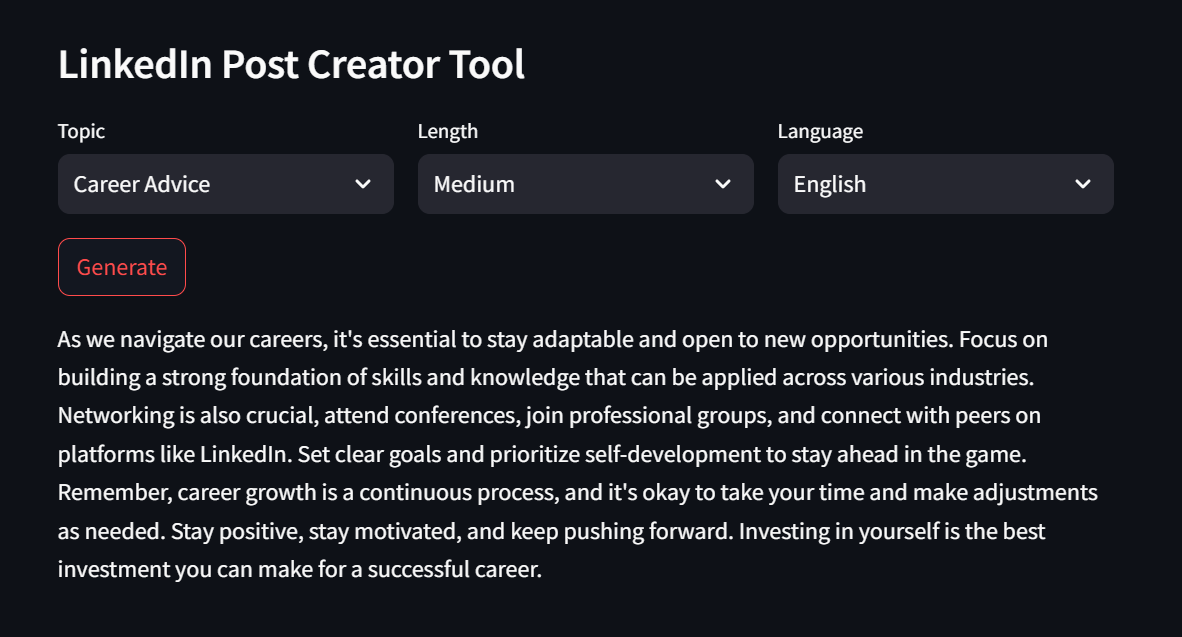 LinkedIn Post Creator Tool
Topic
Length
Language
Career Advice
Medium
English
Generate
As we navigate our careers, it's essential to stay adaptable and open to new opportunities. Focus on
building a strong foundation of skills and knowledge that can be applied across various industries.
Networking is also crucial, attend conferences, join professional groups, and connect with peers on
platforms like LinkedIn. Set clear goals and prioritize self-development to stay ahead in the game.
Remember, career growth is a continuous process, and it's okay to take your time and make adjustments
as needed. Stay positive, stay motivated, and keep pushing forward. Investing in yourself is the best
investment you can make for a successful career.